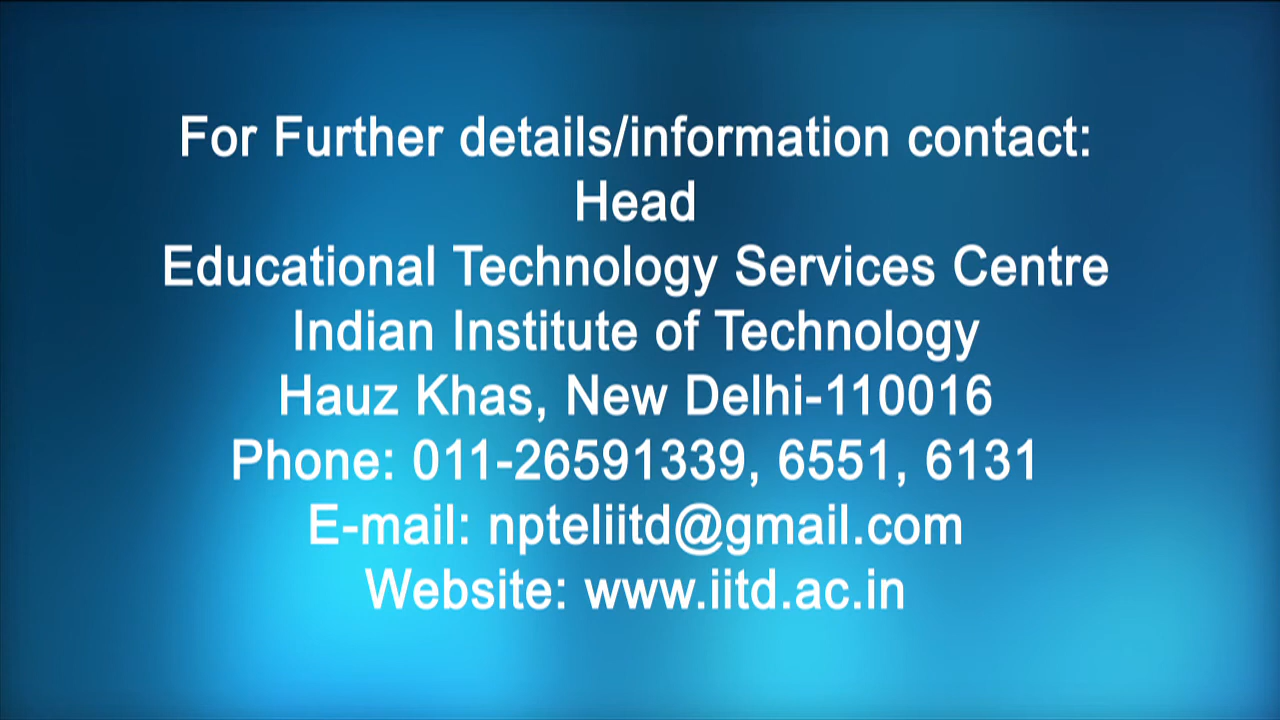 For Further details/information contact:
Head
Educational Technology Services Centre
Indian Institute of Technology
Hauz Khas, New Delhi-110016
Phone: 011-26591339, 6551, 6131
E-mail: npteliitd@gmail.com
Website: www.iitd.ac.in